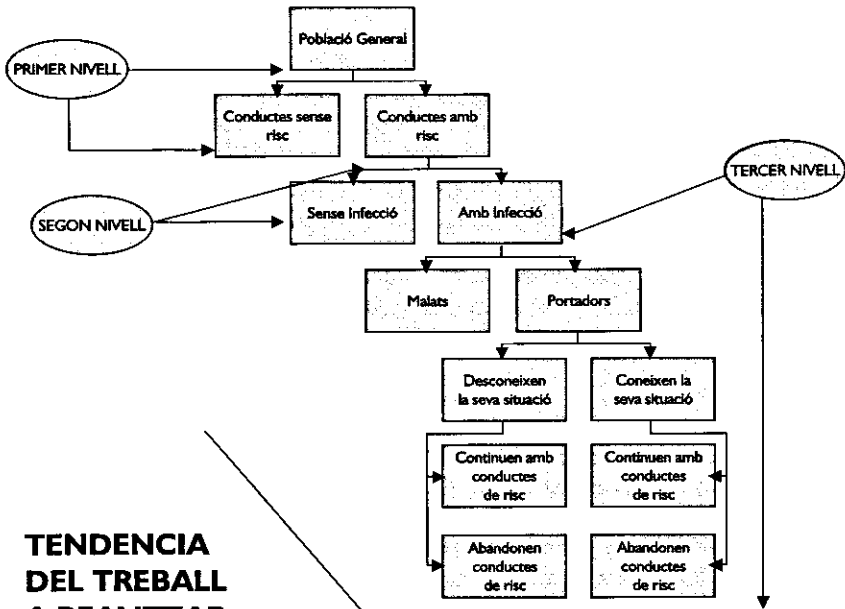 Població General
PRIMER NIVELL
Conductes sense
risc
Conductes amb
risc
TERCER NIVELL
SEGON NIVELL
Sense Infecció
Amb Infecció
Malats
Portadors
Desconeixen
la seva situació
Coneixen la
seva situació
Continuen amb
conductes
de risc
Continuen amb
conductes
de risc
Abandonen
conductes
de risc
Abandonen
conductes
de risc
TENDENCIA
DEL TREBALL